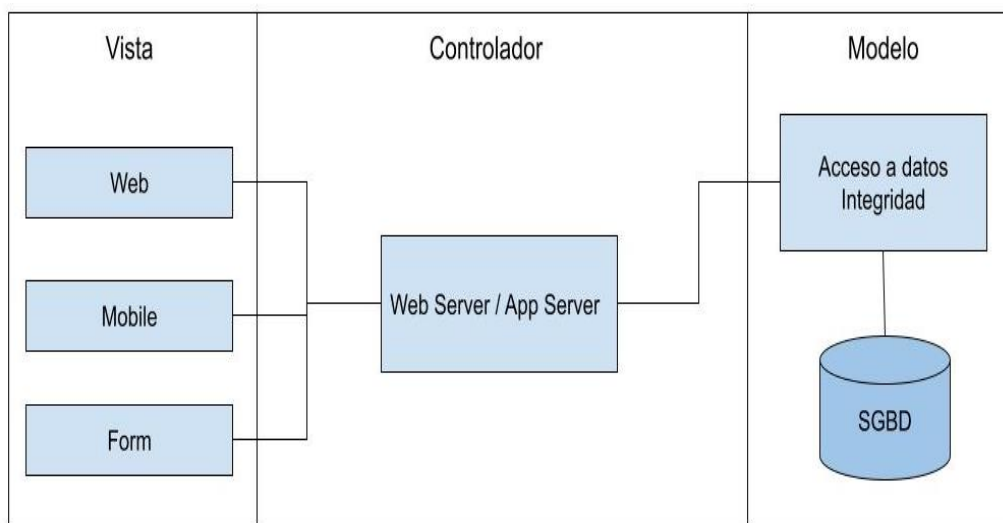 Vista
Controlador
Modelo
Web
Mobile
Form
Web Server / App Server
Acceso a datos
Integridad
SGBD